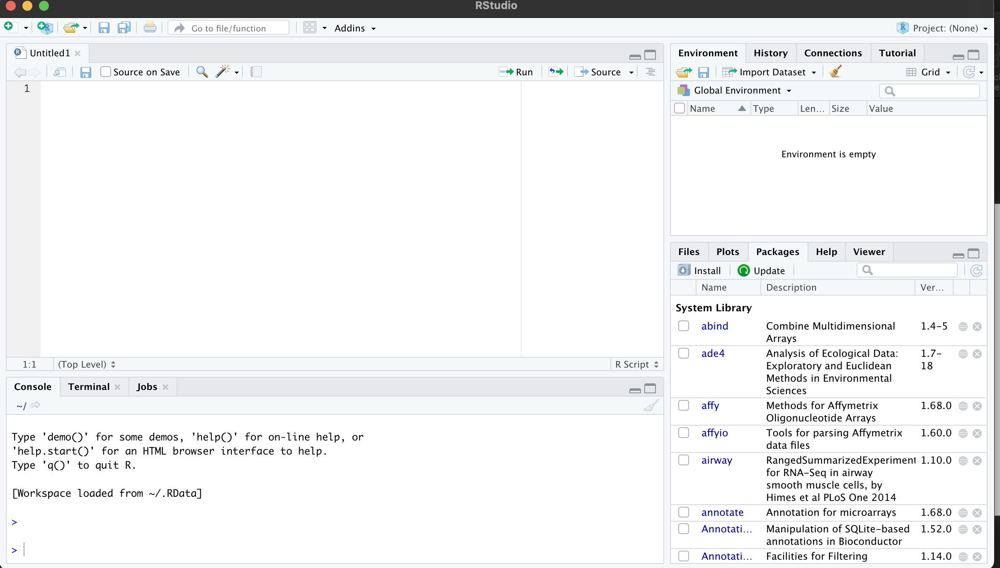 RStudio
Go to file/function
Addins
Project: (None)
Untitled1
Source on Save
Run
Source
1
1:1
(Top Level)
R Script
Console
Terminal
Jobs
~/
Type 'demo()' for some demos, 'help()' for on-line help, or
'help.start()' for an HTML browser interface to help.
Type 'q()' to quit R.
[Workspace loaded from ~/.RData]
>
>
Environment
History
Connections
Tutorial
Import Dataset
Grid
Global Environment
Name
Type
Len...
Size
Value
Environment is empty
Files
Plots
Packages
Help
Viewer
Install
Update
Name
Description
Ver...
System Library
abind
Combine Multidimensional
Arrays
1.4-5
ade4
Analysis of Ecological Data:
Exploratory and Euclidean
Methods in Environmental
Sciences
1.7-
18
affy
Methods for Affymetrix
Oligonucleotide Arrays
1.68.0
affyio
Tools for parsing Affymetrix
data files
1.60.0
airway
RangedSummarizedExperiment
for RNA-Seq in airway
smooth muscle cells, by
Himes et al PLoS One 2014
1.10.0
annotate
Annotation for microarrays
1.68.0
Annotati...
Manipulation of SQLite-based
annotations in Bioconductor
1.52.0
Annotati...
Facilities for Filtering
1.14.0